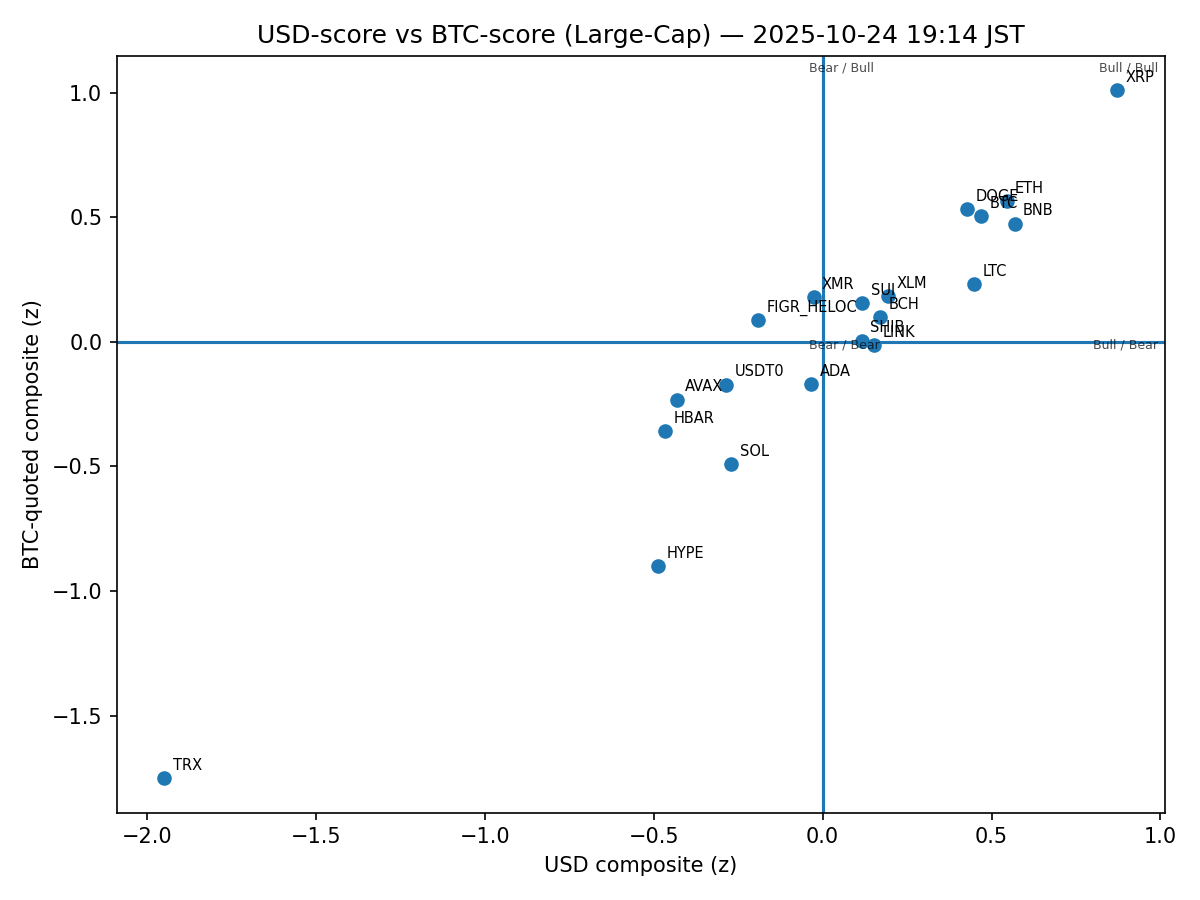 USD-score vs BTC-score (Large-Cap) — 2025-10-24 19:14 JST
Bear / Bull
Bull / Bull
XRP
ETH
DOGE
BTC
BNB
LTC
XMR
SUI
XLM
FIGR_HELOC
BCH
SHIB
LINK
Bear / Bear
Bull / Bear
USDT0
ADA
AVAX
HBAR
SOL
HYPE
TRX
1.0
0.5
0.0
−0.5
−1.0
−1.5
BTC-quoted composite (z)
−2.0
−1.5
−1.0
−0.5
0.0
0.5
1.0
USD composite (z)